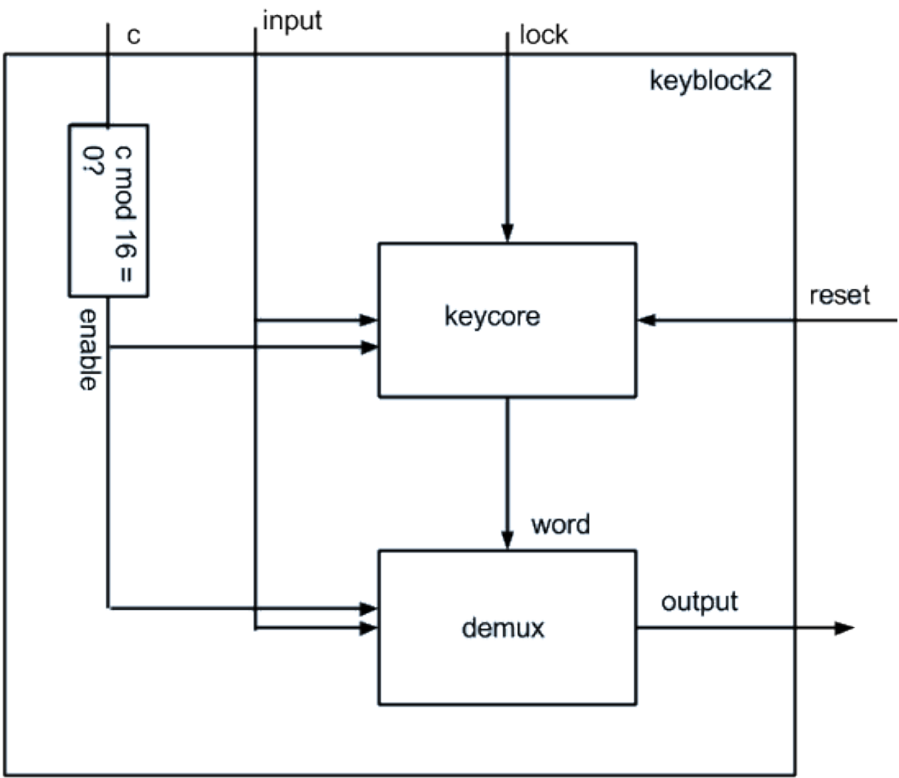 c
input
lock
keyblock2
c mod 16 =
0?
enable
keycore
reset
word
demux
output